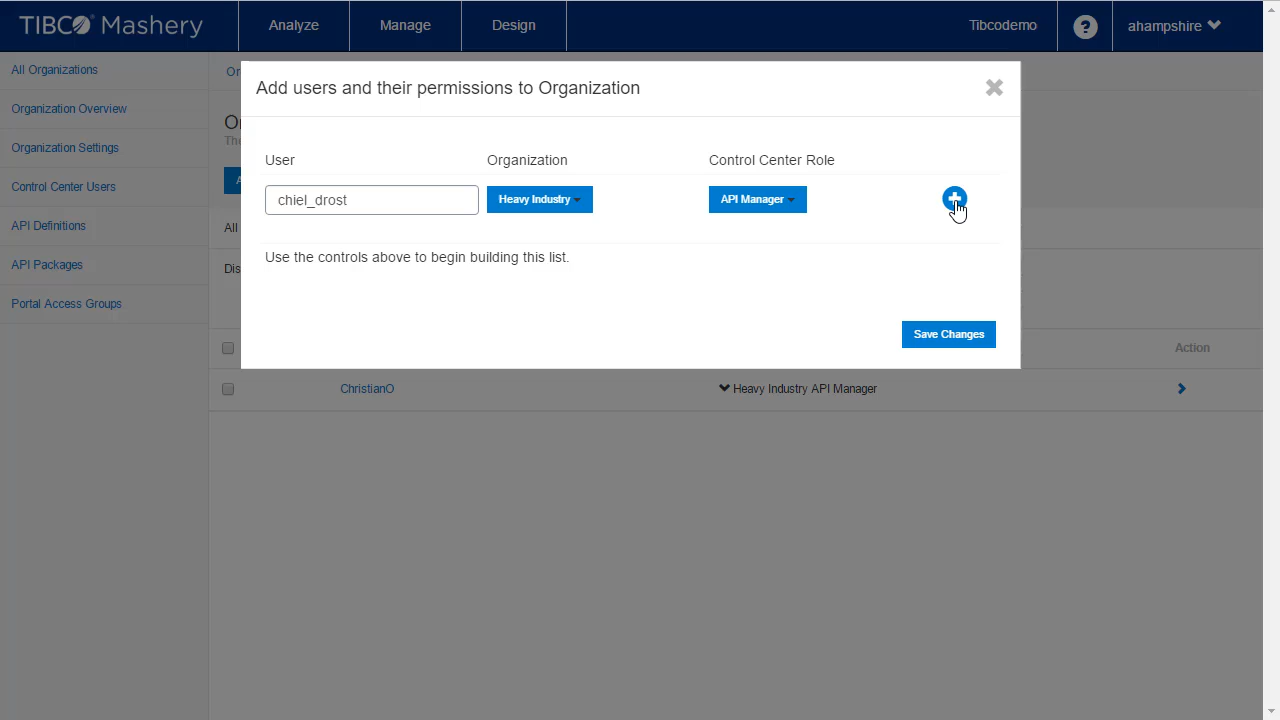 TIBCO Mashery
Analyze
Manage
Design
Tibcodemo
?
ahampshire
All Organizations
Organization Overview
Organization Settings
Control Center Users
API Definitions
API Packages
Portal Access Groups
Add users and their permissions to Organization
User
Organization
Control Center Role
chiel_drost
Heavy Industry
API Manager
Use the controls above to begin building this list.
Save Changes
All
Action
ChristianO
Heavy Industry API Manager